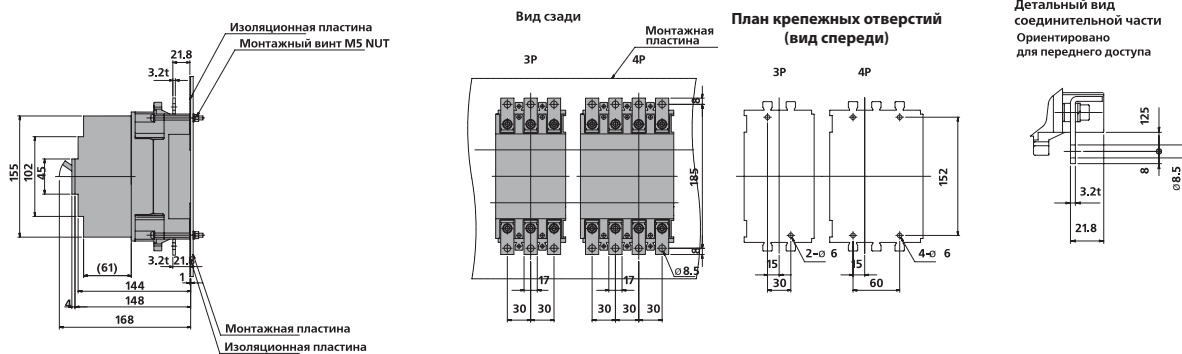 Изоляционная пластина
Монтажный винт M5 NUT
21.8
3.2t
155
102
45
(61)
3.2t
21.8
1
144
4
148
168
Монтажная пластина
Изоляционная пластина
Вид сзади
Монтажная
пластина
3P
4P
8
185
8
ø8.5
17
17
30
30
30
30
30
План крепежных отверстий
(вид спереди)
3P
4P
152
2-ø 6
4-ø 6
15
30
15
60
Детальный вид
соединительной части
Ориентировано
для переднего доступа
125
8
ø8.5
3.2t
21.8